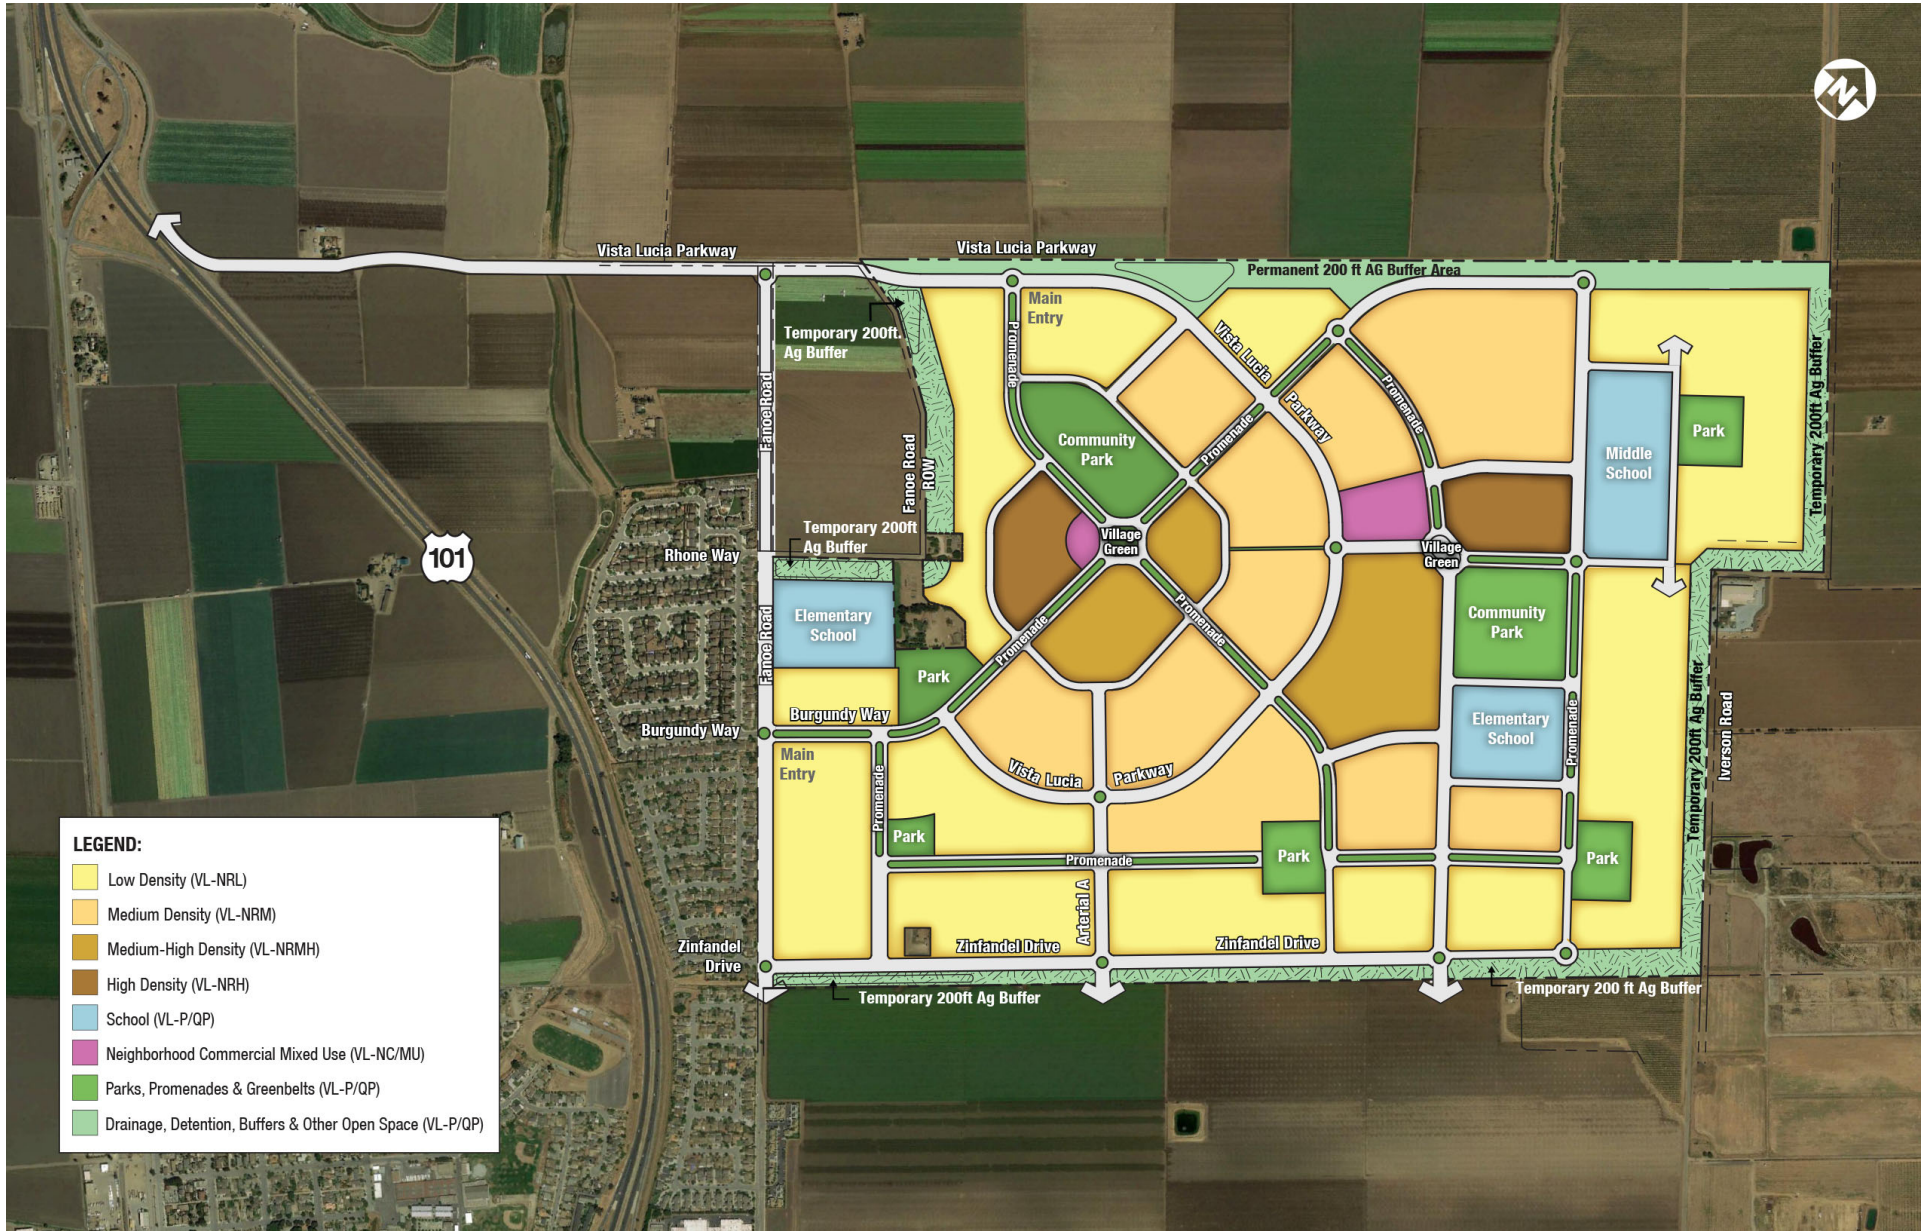 N
Vista Lucia Parkway
Vista Lucia Parkway
Permanent 200 ft AG Buffer Area
Main
Entry
Temporary 200ft.
Ag Buffer
Promenade
Vista Lucia
Parkway
Promenade
Fanoe Road
Fanoe Road
ROW
Community
Park
Promenade
Middle
School
Park
Temporary 200ft Ag Buffer
101
Rhone Way
Temporary 200ft
Ag Buffer
Village
Green
Village
Green
Elementary
School
Fanoe Road
Promenade
Promenade
Community
Park
Park
Burgundy Way
Burgundy Way
Main
Entry
Elementary
School
Promenade
Temporary 200ft Ag Buffer
Iverson Road
Vista Lucia
Parkway
Promenade
Park
Promenade
Park
Park
Arterial A
Zinfandel
Drive
Zinfandel Drive
Zinfandel Drive
Temporary 200ft Ag Buffer
Temporary 200 ft Ag Buffer
LEGEND:
Low Density (VL-NRL)
Medium Density (VL-NRM)
Medium-High Density (VL-NRMH)
High Density (VL-NRH)
School (VL-P/QP)
Neighborhood Commercial Mixed Use (VL-NC/MU)
Parks, Promenades & Greenbelts (VL-P/QP)
Drainage, Detention, Buffers & Other Open Space (VL-P/QP)